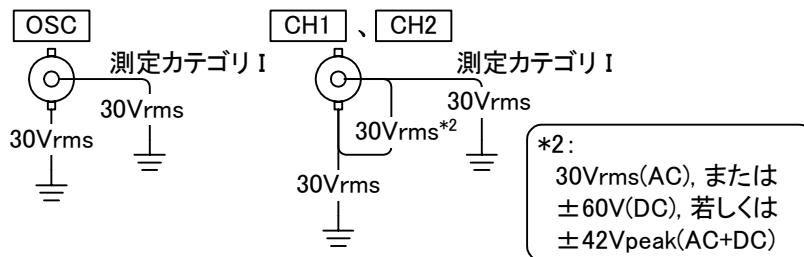 OSC
測定カテゴリ I
30Vrms
30Vrms
CH1 、 CH2
測定カテゴリ I
30Vrms
30Vrms*2
30Vrms
*2:
30Vrms(AC), または
±60V(DC), 若しくは
±42Vpeak(AC+DC)